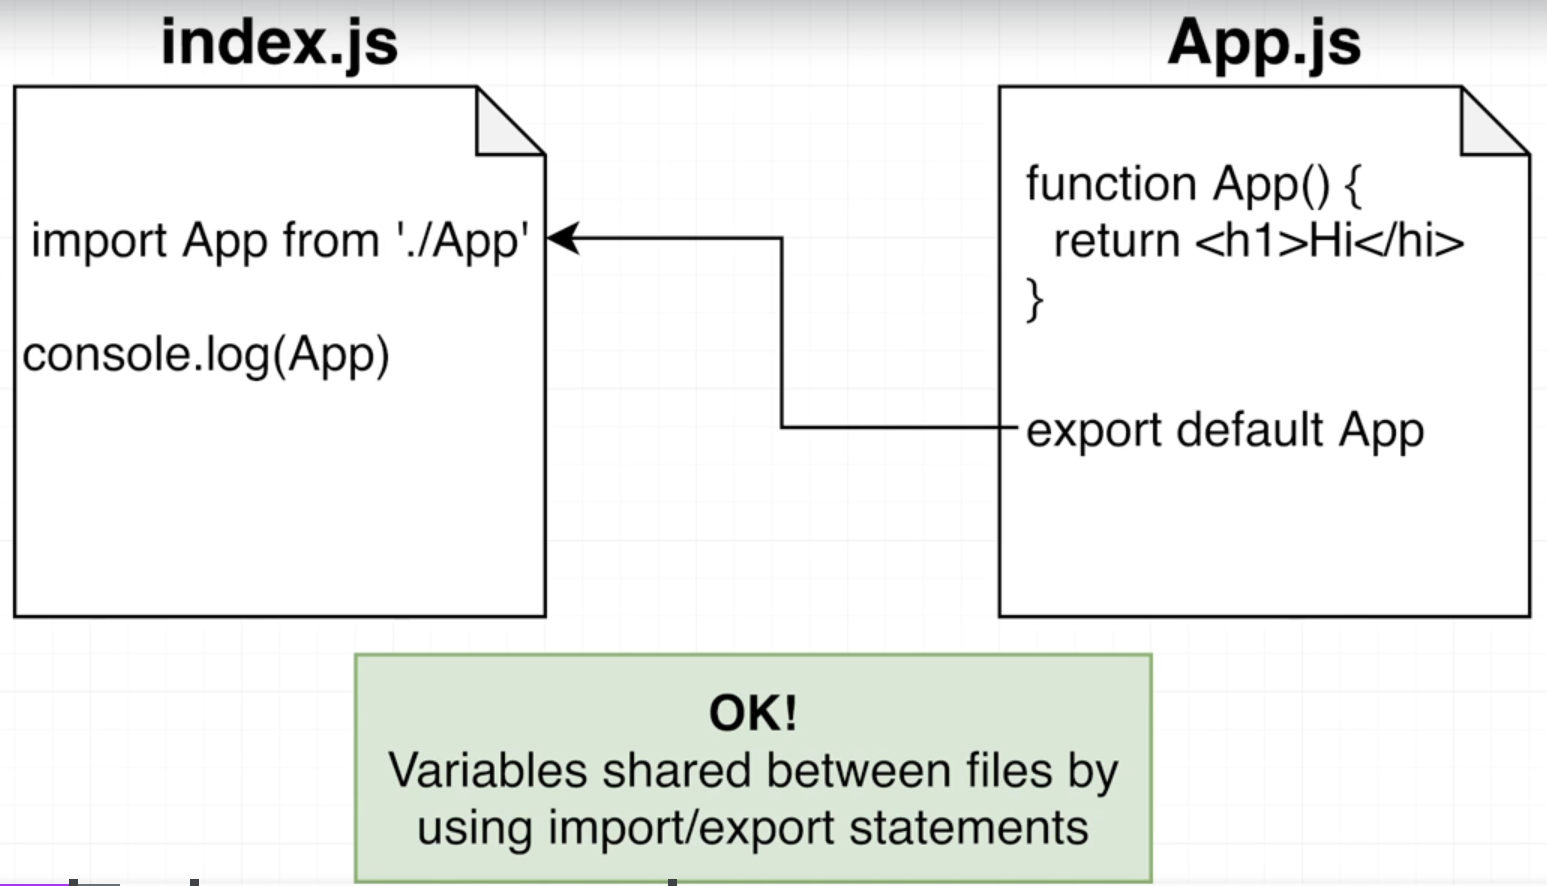 index.js
import App from './App'
console.log(App)
App.js
function App() {
return <h1>Hi</hi>
}
export default App
OK!
Variables shared between files by
using import/export statements